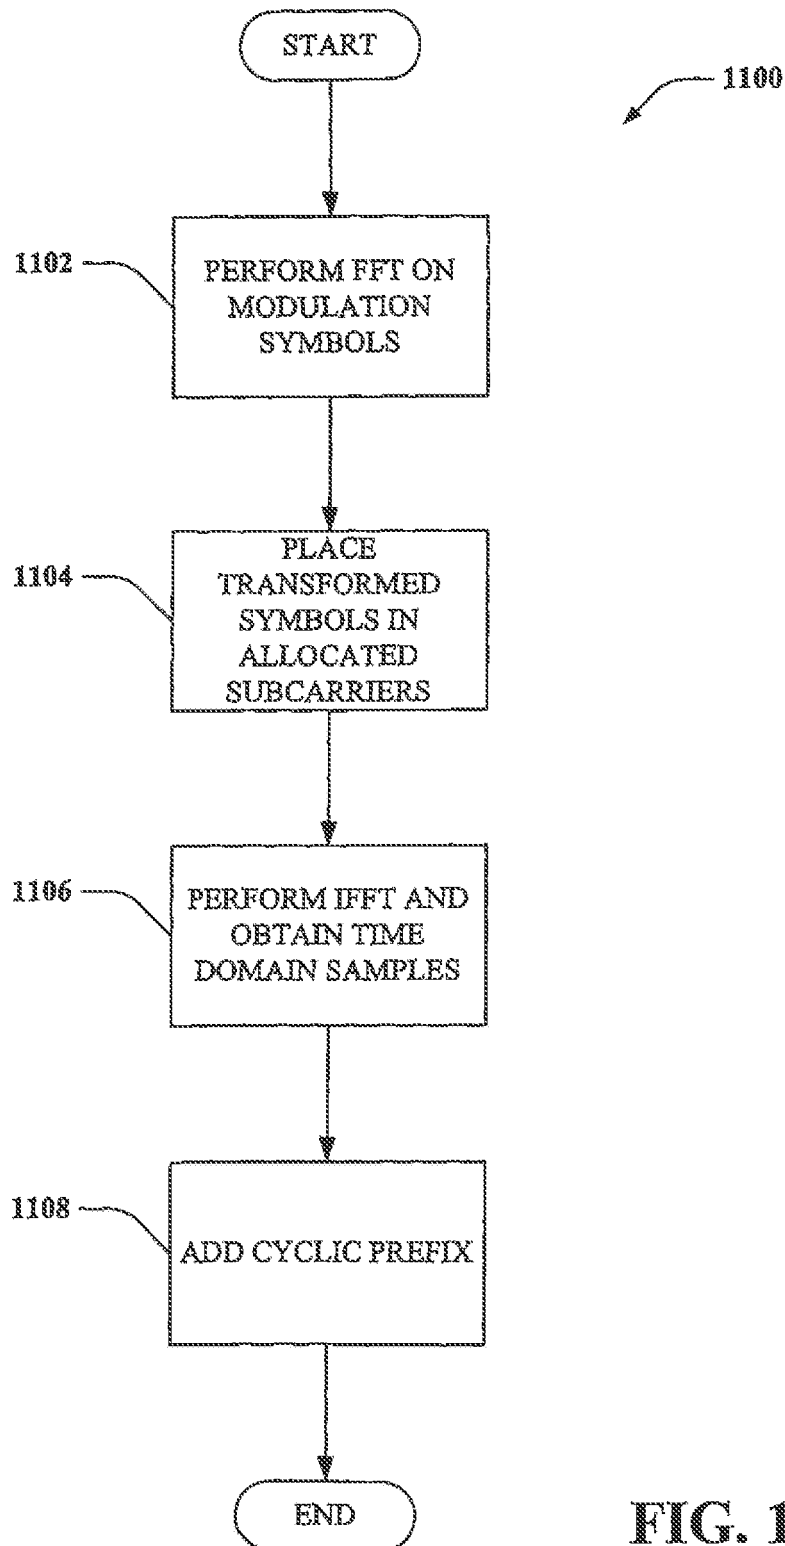 START
1100
1102
PERFORM FFT ON
MODULATION
SYMBOLS
1104
PLACE
TRANSFORMED
SYMBOLS IN
ALLOCATED
SUBCARRIERS
1106
PERFORM IFFT AND
OBTAIN TIME
DOMAIN SAMPLES
1108
ADD CYCLIC PREFIX
END
FIG. 1